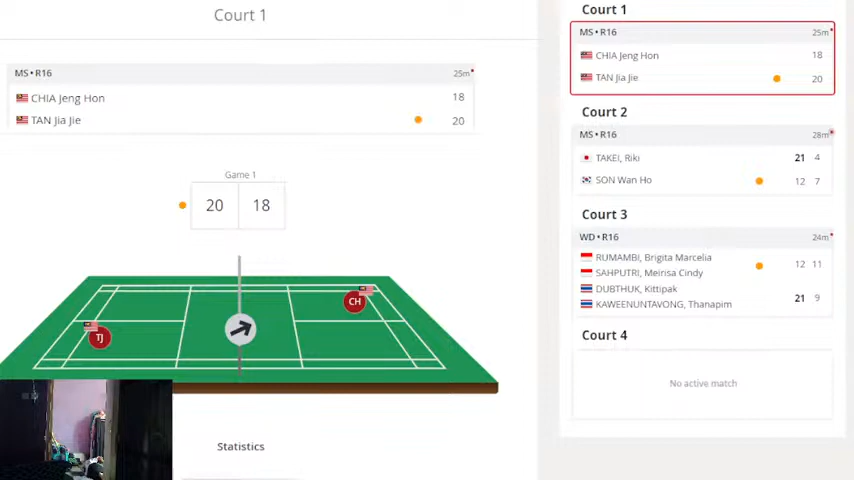 Court 1
MS • R16 25m
CHIA Jeng Hon 18
TAN Jia Jie 20
Game 1
20 18
CH
TJ
Statistics
Court 1
MS • R16 25m
CHIA Jeng Hon 18
TAN Jia Jie 20
Court 2
MS • R16 28m
TAKEI, Riki 21 4
SON Wan Ho 12 7
Court 3
WD • R16 24m
RUMAMBI, Brigita Marcelia
SAHPUTRI, Meirisa Cindy 12 11
DUBTHUK, Kittipak
KAWEENUNTAVONG, Thanapim 21 9
Court 4
No active match